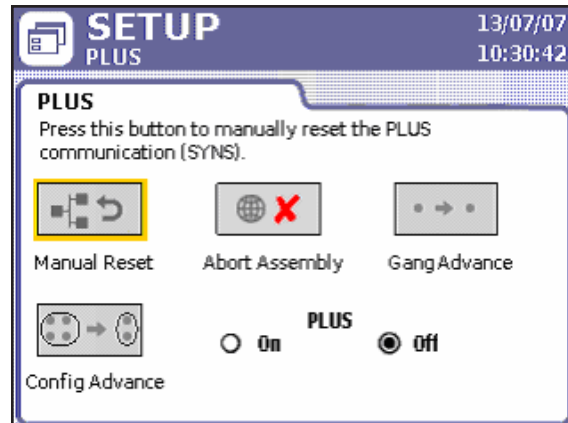 SETUP
PLUS
13/07/07
10:30:42
PLUS
Press this button to manually reset the PLUS
communication (SYNS).
Manual Reset
Abort Assembly
Gang Advance
Config Advance
PLUS
On
Off